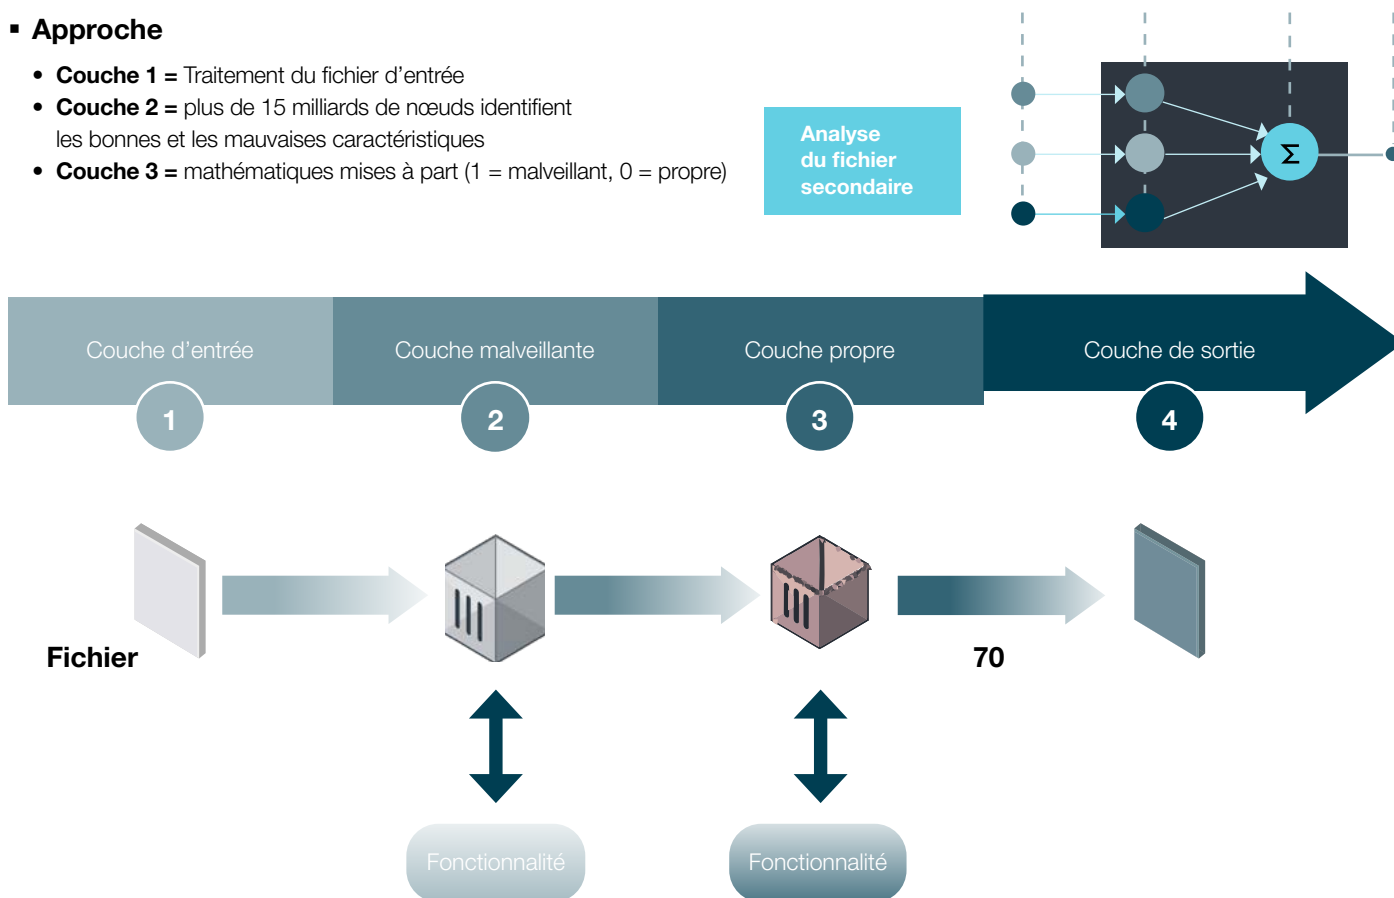 ▪ Approche
• Couche 1 = Traitement du fichier d'entrée
• Couche 2 = plus de 15 milliards de nœuds identifient
les bonnes et les mauvaises caractéristiques
• Couche 3 = mathématiques mises à part (1 = malveillant, 0 = propre)
Analyse
du fichier
secondaire
Σ
Couche d'entrée
Couche malveillante
Couche propre
Couche de sortie
1
2
3
4
Fichier
70
Fonctionnalité
Fonctionnalité